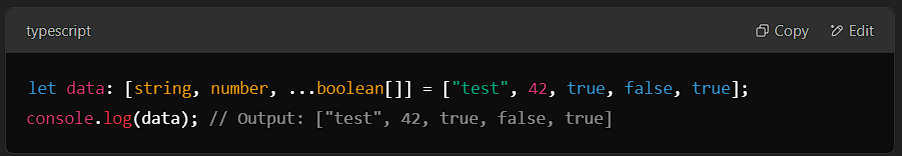 typescript
Copy
Edit
let data: [string, number, ...boolean[]] = ["test", 42, true, false, true];
console.log(data); // Output: ["test", 42, true, false, true]